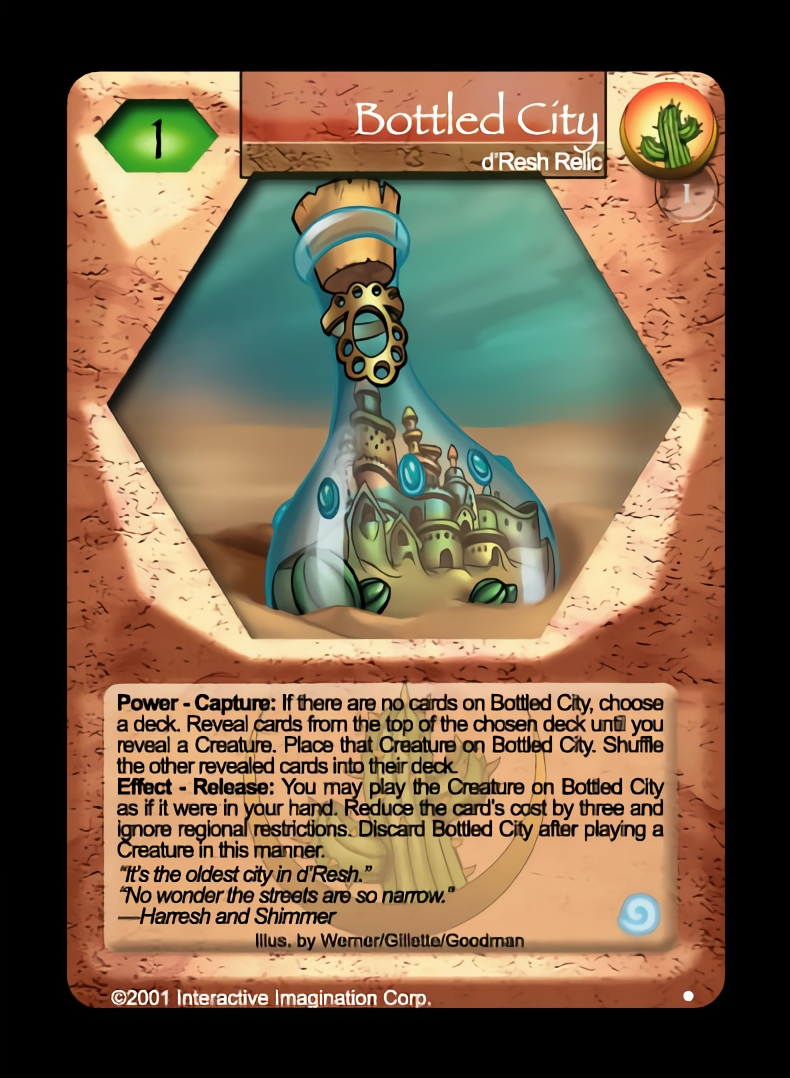 1
Bottled City
d'Resh Relic
1
Power - Capture: If there are no cards on Bottled City, choose
a deck. Reveal cards from the top of the chosen deck until you
reveal a Creature. Place that Creature on Bottled City. Shuffle
the other revealed cards into their deck.
Effect - Release: You may play the Creature on Bottled City
as if it were in your hand. Reduce the card's cost by three and
ignore regional restrictions. Discard Bottled City after playing a
Creature in this manner.
"It's the oldest city in d'Resh."
"No wonder the streets are so narrow."
—Harresh and Shimmer
Illus. by Werner/Gillette/Goodman
©2001 Interactive Imagination Corp.